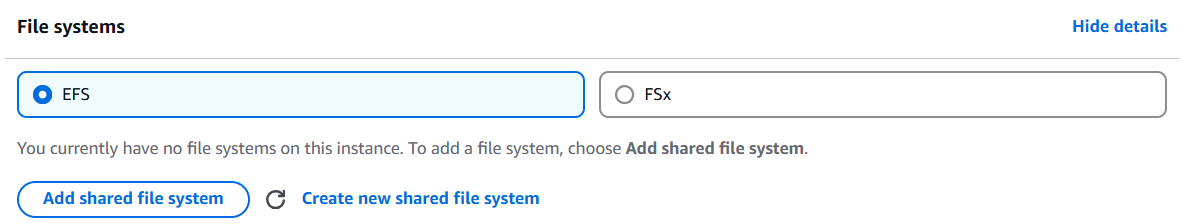 File systems
Hide details
EFS
FSx
You currently have no file systems on this instance. To add a file system, choose Add shared file system.
Add shared file system
Create new shared file system